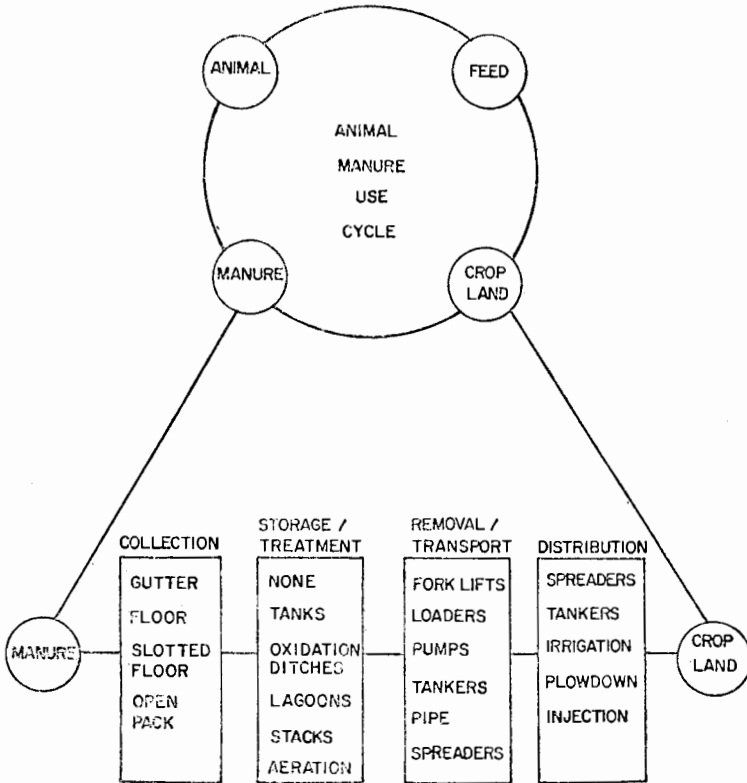 ANIMAL
FEED
ANIMAL
MANURE
USE
CYCLE
MANURE
CROP
LAND
COLLECTION
GUTTER
FLOOR
SLOTTED
FLOOR
OPEN
PACK
STORAGE /
TREATMENT
NONE
TANKS
OXIDATION
DITCHES
LAGOONS
STACKS
AERATION
REMOVAL /
TRANSPORT
FORK LIFTS
LOADERS
PUMPS
TANKERS
PIPE
SPREADERS
DISTRIBUTION
SPREADERS
TANKERS
IRRIGATION
PLOWDOWN
INJECTION
MANURE
CROP
LAND